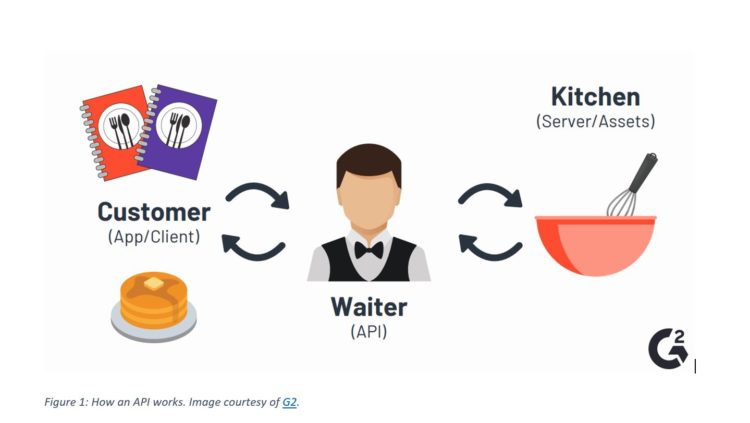 Kitchen
(Server/Assets)
Customer
(App/Client)
Waiter
(API)
G2
Figure 1: How an API works. Image courtesy of G2.